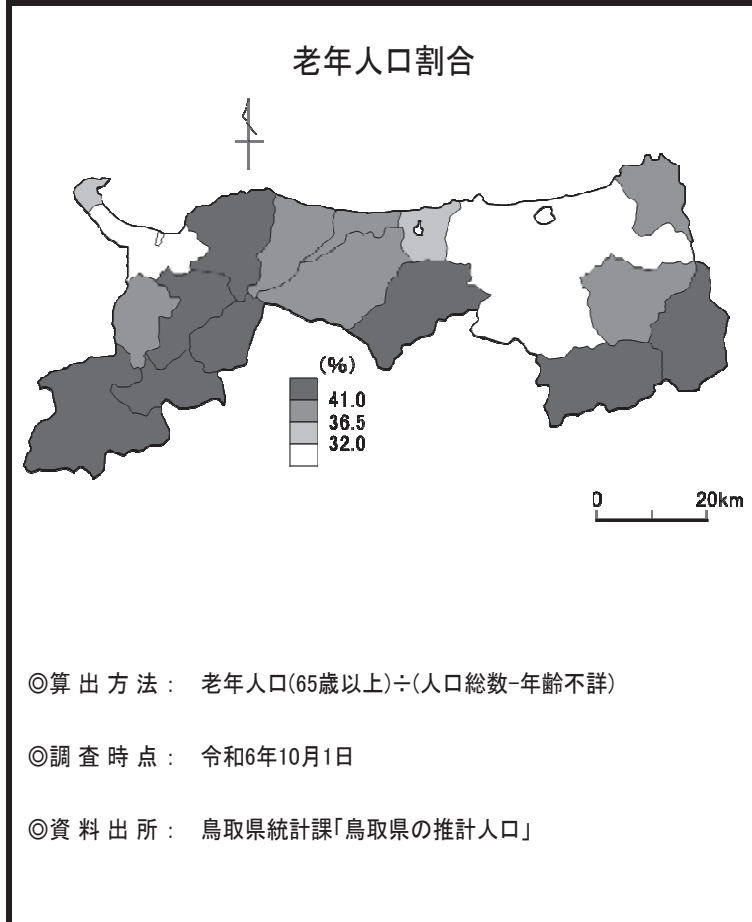 老年人口割合
(%)
41.0
36.5
32.0
0 20km
◎算出方法： 老年人口(65歳以上)÷(人口総数-年齢不詳)
◎調査時点： 令和6年10月1日
◎資料出所： 鳥取県統計課｢鳥取県の推計人口｣